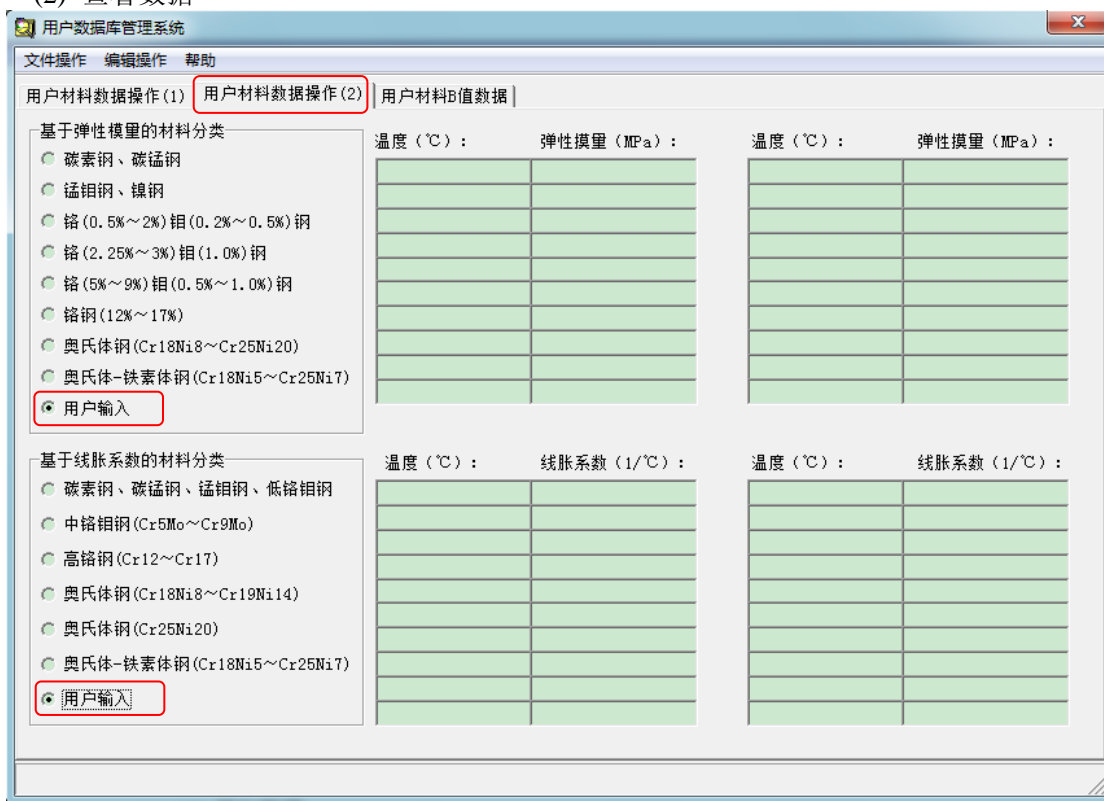 (2) 查看数据
用户数据库管理系统
文件操作 编辑操作 帮助
用户材料数据操作(1) 用户材料数据操作(2) 用户材料B值数据
基于弹性模量的材料分类
温度(℃): 弹性摸量(MPa): 温度(℃): 弹性摸量(MPa):
碳素钢、碳锰钢
锰钼钢、镍钢
铬(0.5%~2%)钼(0.2%~0.5%)钢
铬(2.25%~3%)钼(1.0%)钢
铬(5%~9%)钼(0.5%~1.0%)钢
铬钢(12%~17%)
奥氏体钢(Cr18Ni8~Cr25Ni20)
奥氏体-铁素体钢(Cr18Ni5~Cr25Ni7)
用户输入
基于线胀系数的材料分类
温度(℃): 线胀系数(1/℃): 温度(℃): 线胀系数(1/℃):
碳素钢、碳锰钢、锰钼钢、低铬钼钢
中铬钼钢(Cr5Mo~Cr9Mo)
高铬钢(Cr12~Cr17)
奥氏体钢(Cr18Ni8~Cr19Ni14)
奥氏体钢(Cr25Ni20)
奥氏体-铁素体钢(Cr18Ni5~Cr25Ni7)
用户输入